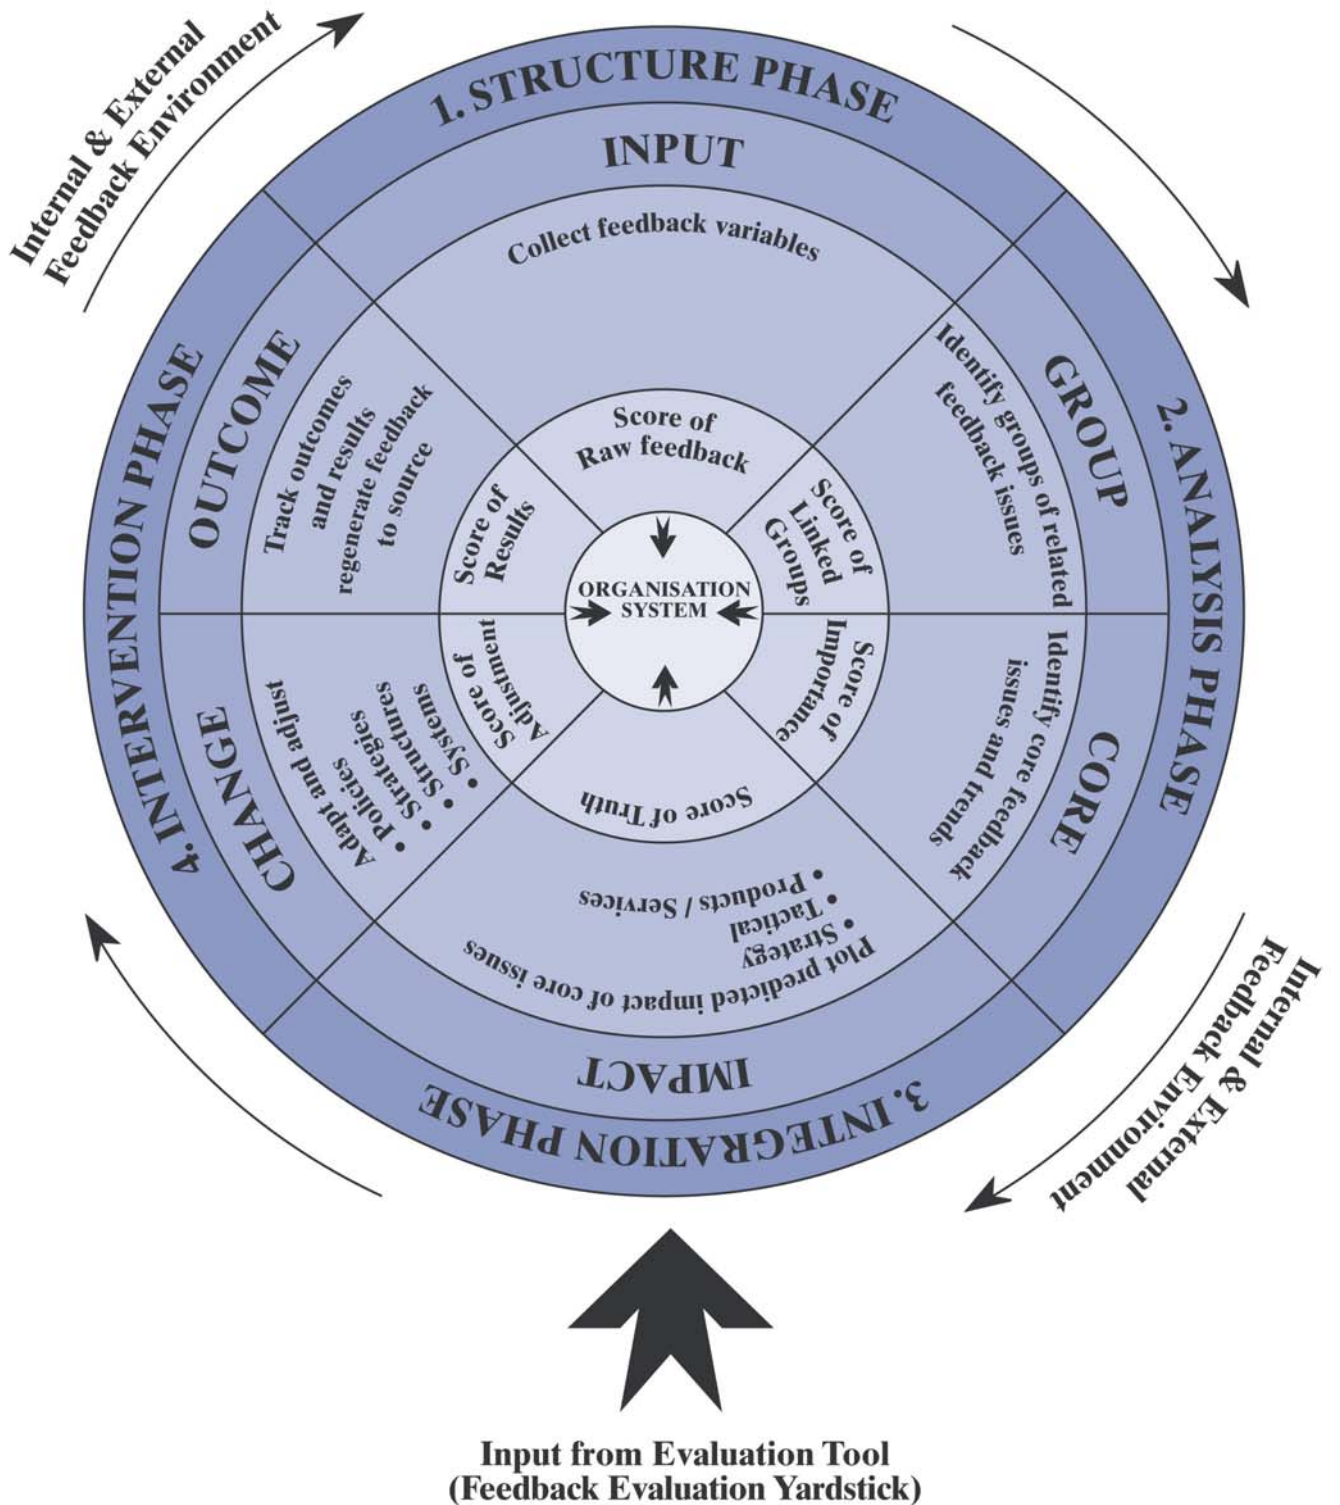 Internal & External
Feedback Environment
1. STRUCTURE PHASE
INPUT
Collect feedback variables
Score of
Raw feedback
2. ANALYSIS PHASE
GROUP
Identify groups of related
feedback issues
Score of
Linked
Groups
CORE
Identify core feedback
issues and trends
Score of
Importance
Internal & External
Feedback Environment
3. INTEGRATION PHASE
IMPACT
Plot predicted impact of core issues
• Strategy
• Tactical
• Products / Services
Score of Truth
4. INTERVENTION PHASE
CHANGE
Adapt and adjust
• Policies
• Strategies
• Structures
• Systems
Score of
Adjustment
OUTCOME
Track outcomes
and results
regenerate feedback
to source
Score of
Results
ORGANISATION
SYSTEM
Input from Evaluation Tool
(Feedback Evaluation Yardstick)